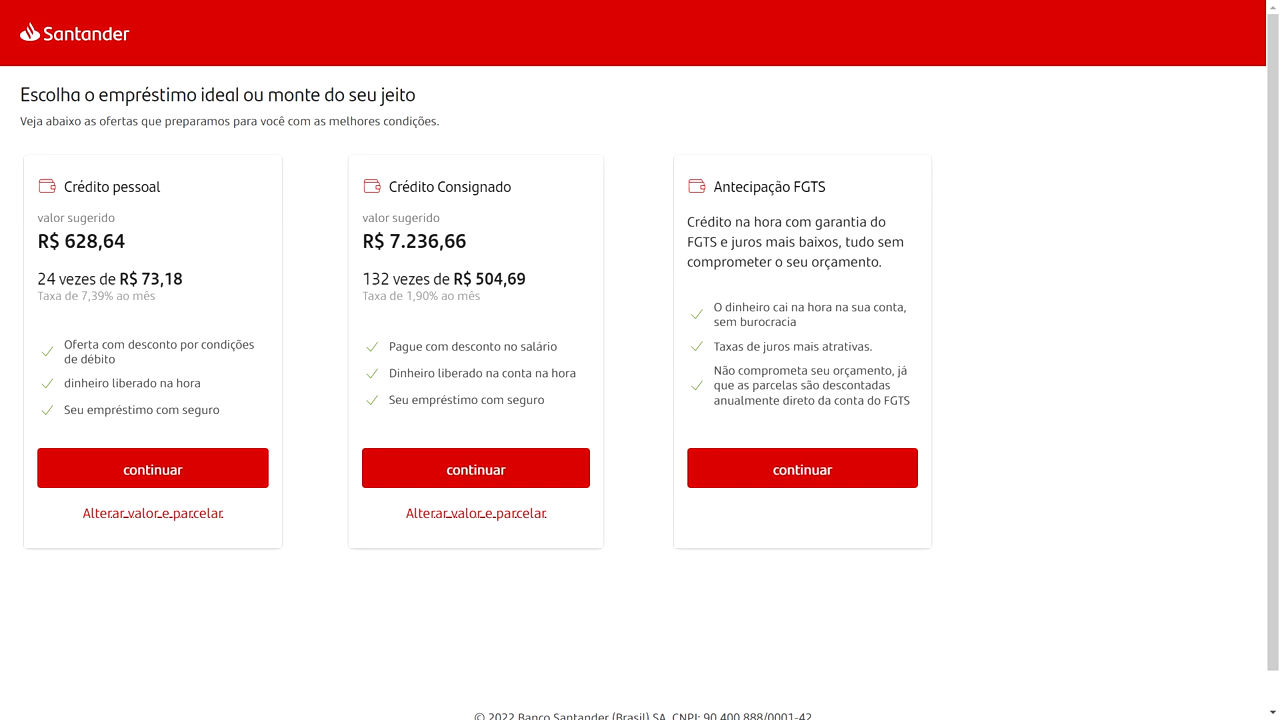 Santander
Escolha o empréstimo ideal ou monte do seu jeito
Veja abaixo as ofertas que preparamos para você com as melhores condições.
Crédito pessoal
valor sugerido
R$ 628,64
24 vezes de R$ 73,18
Taxa de 7,39% ao mês
Oferta com desconto por condições
de débito
dinheiro liberado na hora
Seu empréstimo com seguro
continuar
Alterar valor e parcelar
Crédito Consignado
valor sugerido
R$ 7.236,66
132 vezes de R$ 504,69
Taxa de 1,90% ao mês
Pague com desconto no salário
Dinheiro liberado na conta na hora
Seu empréstimo com seguro
continuar
Alterar valor e parcelar
Antecipação FGTS
Crédito na hora com garantia do
FGTS e juros mais baixos, tudo sem
comprometer o seu orçamento.
O dinheiro cai na hora na sua conta,
sem burocracia
Taxas de juros mais atrativas.
Não comprometa seu orçamento, já
que as parcelas são descontadas
anualmente direto da conta do FGTS
continuar
© 2022 Banco Santander (Brasil) SA. CNPJ: 90.400.888/0001-42